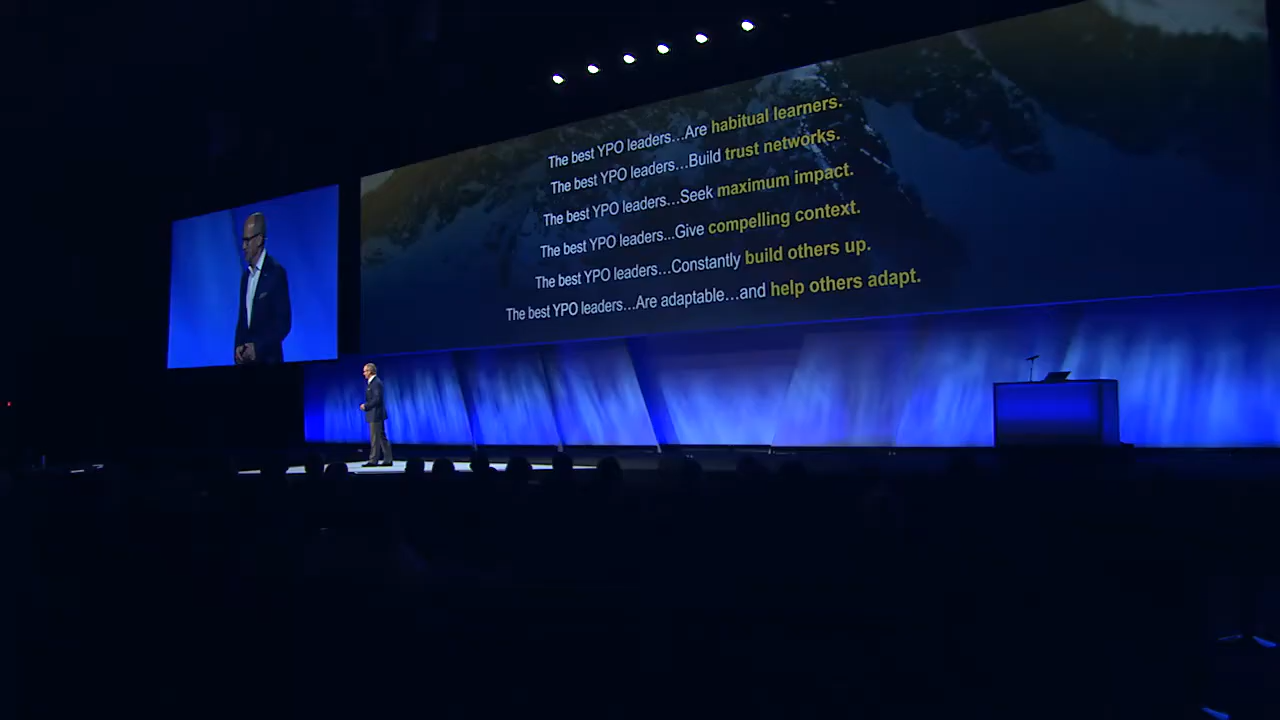 The best YPO leaders...Are habitual learners.
The best YPO leaders...Build trust networks.
The best YPO leaders...Seek maximum impact.
The best YPO leaders...Give compelling context.
The best YPO leaders...Constantly build others up.
The best YPO leaders...Are adaptable...and help others adapt.